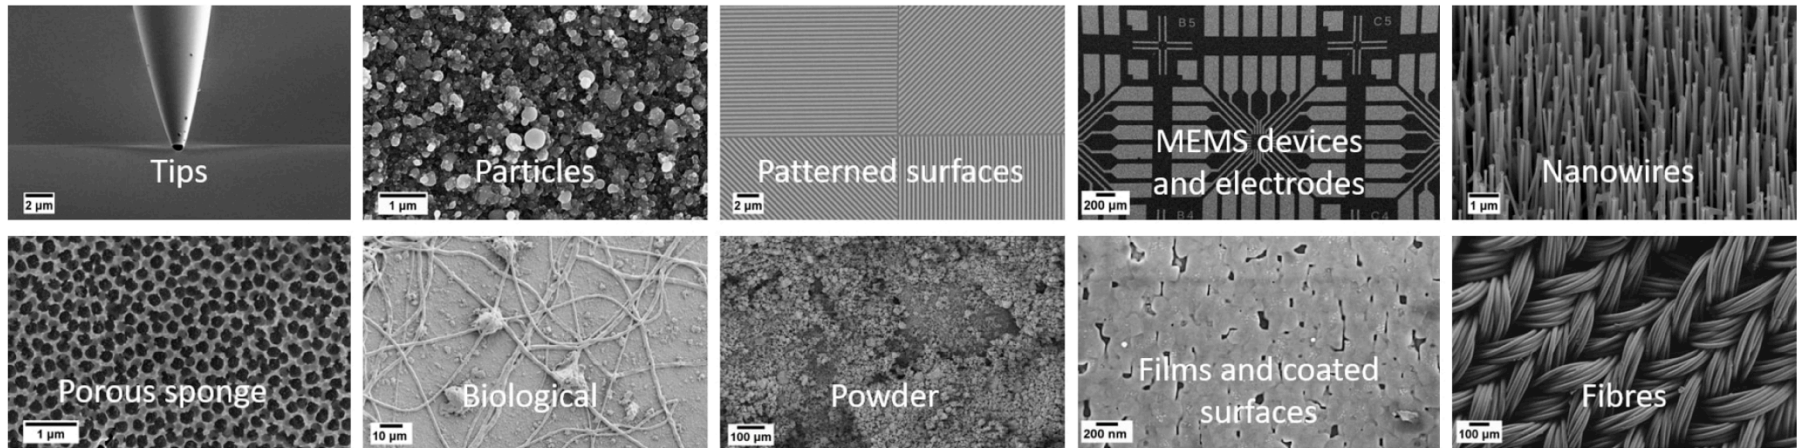 Tips
2 µm
Particles
1 µm
Patterned surfaces
2 µm
B5
C5
MEMS devices
and electrodes
200 µm
B4
C4
Nanowires
1 µm
Porous sponge
1 µm
Biological
10 µm
Powder
100 µm
Films and coated
surfaces
200 nm
Fibres
100 µm